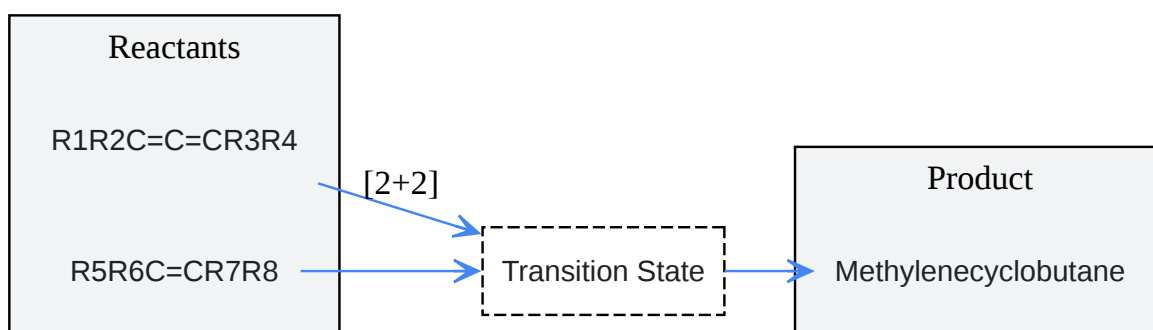 Reactants
R1R2C=C=CR3R4
[2+2]
Product
R5R6C=CR7R8
Transition State
Methylenecyclobutane